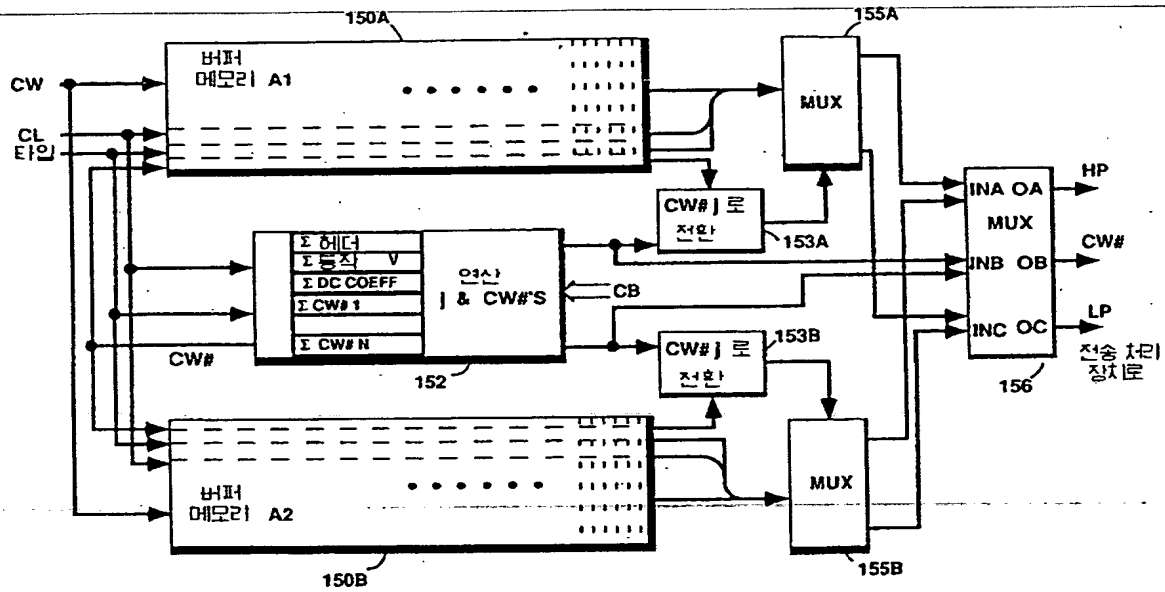 150A
155A
버퍼
메모리 A1
CW
CL
타입
MUX
CW# j 로
전환
153A
INA OA
MUX
INB OB
INC OC
HP
CW#
LP
전송 처리
장치로
156
Σ 헤더
Σ 동작 V
Σ DC COEFF
Σ CW# 1
Σ CW# N
연산
j & CW#'S
CB
CW#
152
CW# j 로
전환
153B
버퍼
메모리 A2
MUX
150B
155B